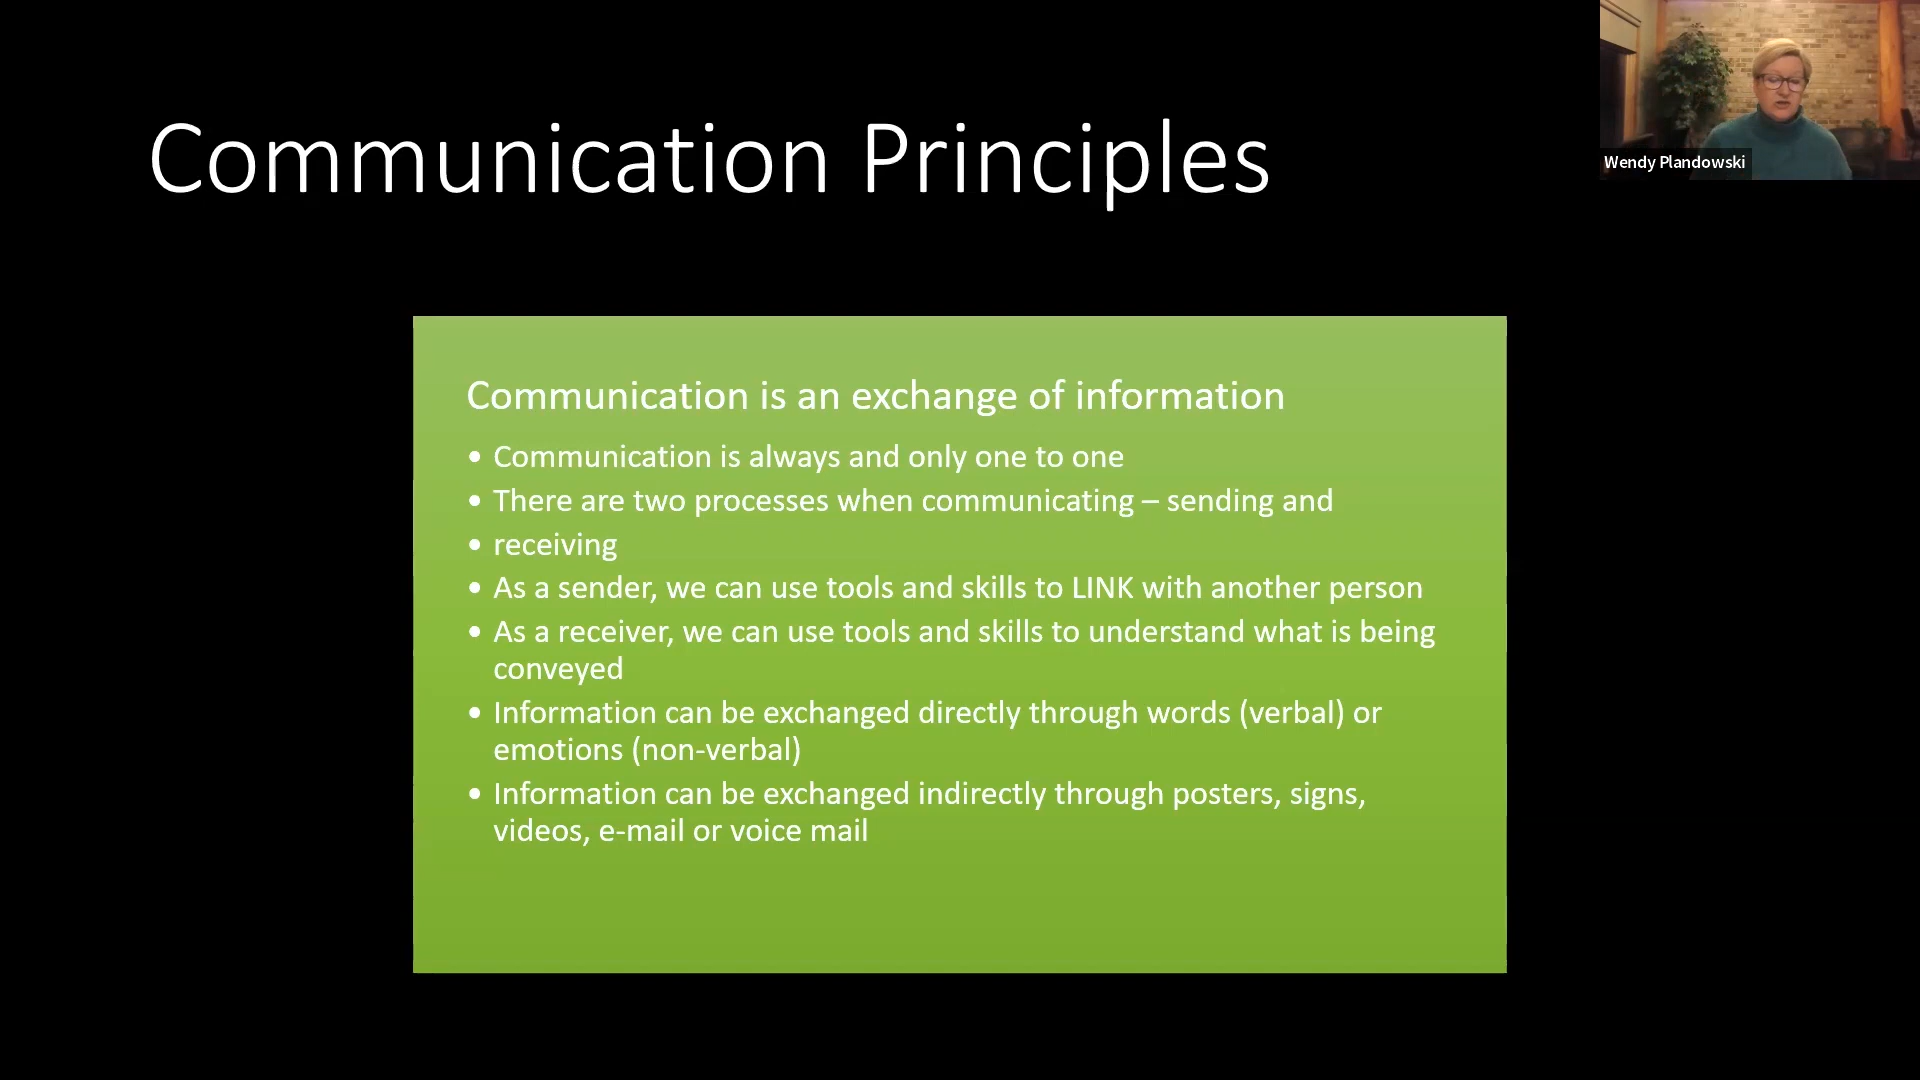 Communication Principles
Wendy Plandowski
Communication is an exchange of information
• Communication is always and only one to one
• There are two processes when communicating – sending and
• receiving
• As a sender, we can use tools and skills to LINK with another person
• As a receiver, we can use tools and skills to understand what is being
conveyed
• Information can be exchanged directly through words (verbal) or
emotions (non-verbal)
• Information can be exchanged indirectly through posters, signs,
videos, e-mail or voice mail